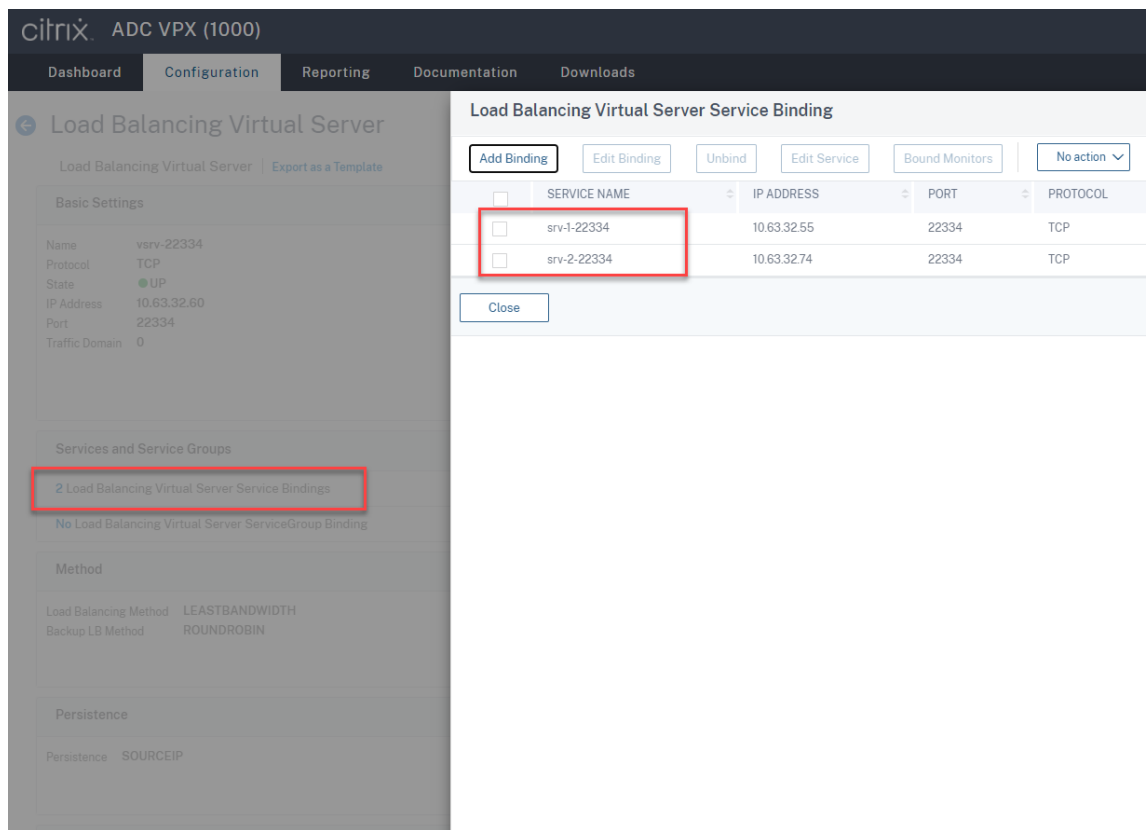 citrix. ADC VPX (1000)
Dashboard Configuration Reporting Documentation Downloads
Load Balancing Virtual Server
Load Balancing Virtual Server | Export as a Template
Basic Settings
Name vsrv-22334
Protocol TCP
State UP
IP Address 10.63.32.60
Port 22334
Traffic Domain 0
Services and Service Groups
2 Load Balancing Virtual Server Service Bindings
No Load Balancing Virtual Server ServiceGroup Binding
Method
Load Balancing Method LEASTBANDWIDTH
Backup LB Method ROUNDROBIN
Persistence
Persistence SOURCEIP
Load Balancing Virtual Server Service Binding
Add Binding Edit Binding Unbind Edit Service Bound Monitors No action
SERVICE NAME IP ADDRESS PORT PROTOCOL
srv-1-22334 10.63.32.55 22334 TCP
srv-2-22334 10.63.32.74 22334 TCP
Close